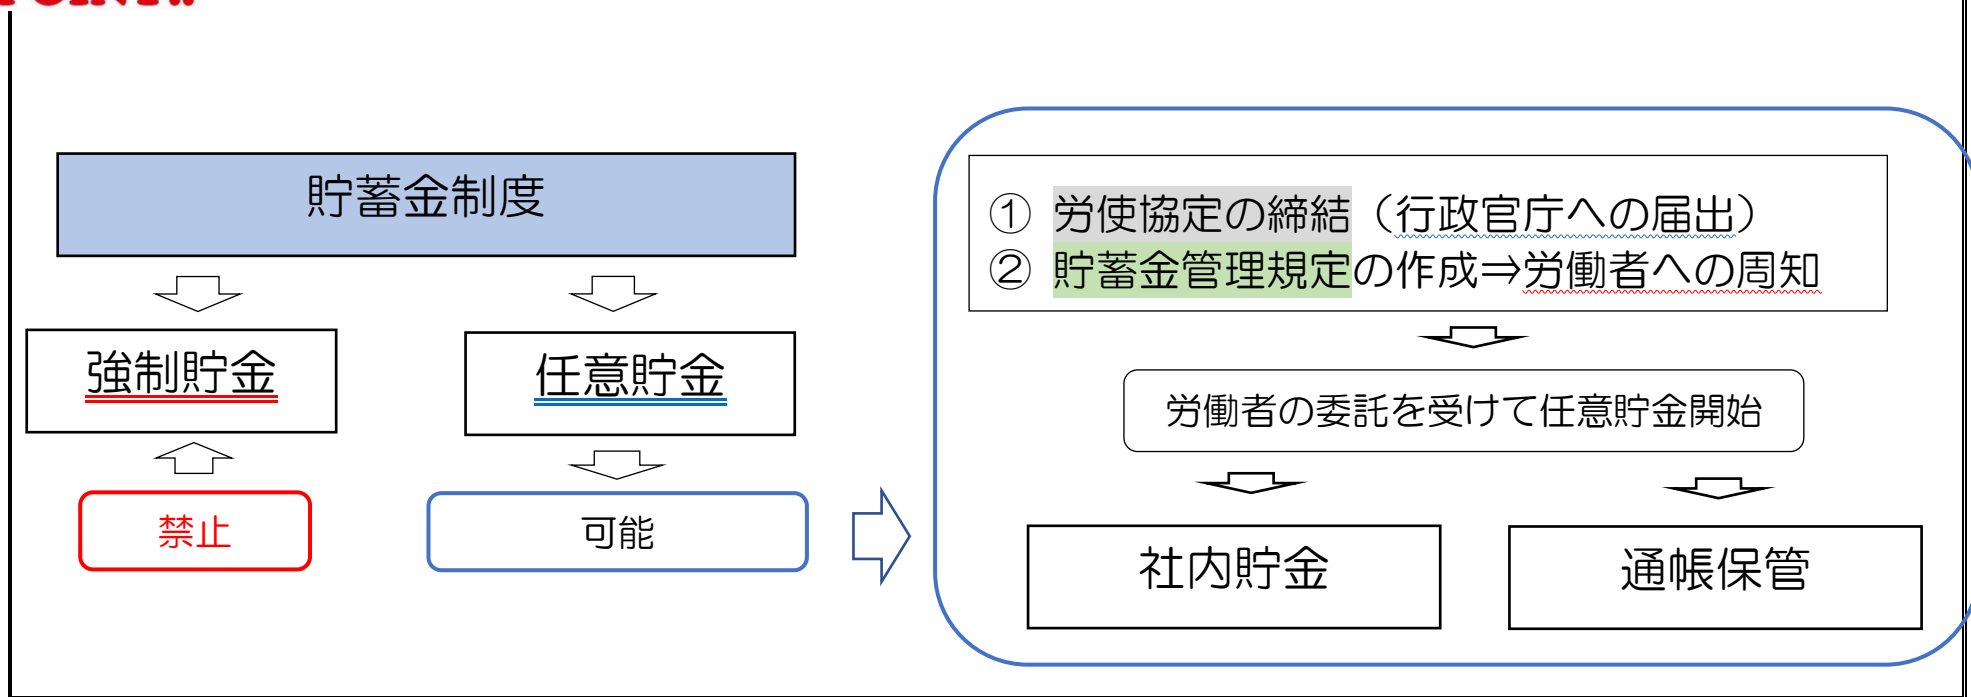 貯蓄金制度
強制貯金
任意貯金
禁止
可能
① 労使協定の締結（行政官庁への届出）
② 貯蓄金管理規定の作成⇒労働者への周知
労働者の委託を受けて任意貯金開始
社内貯金
通帳保管